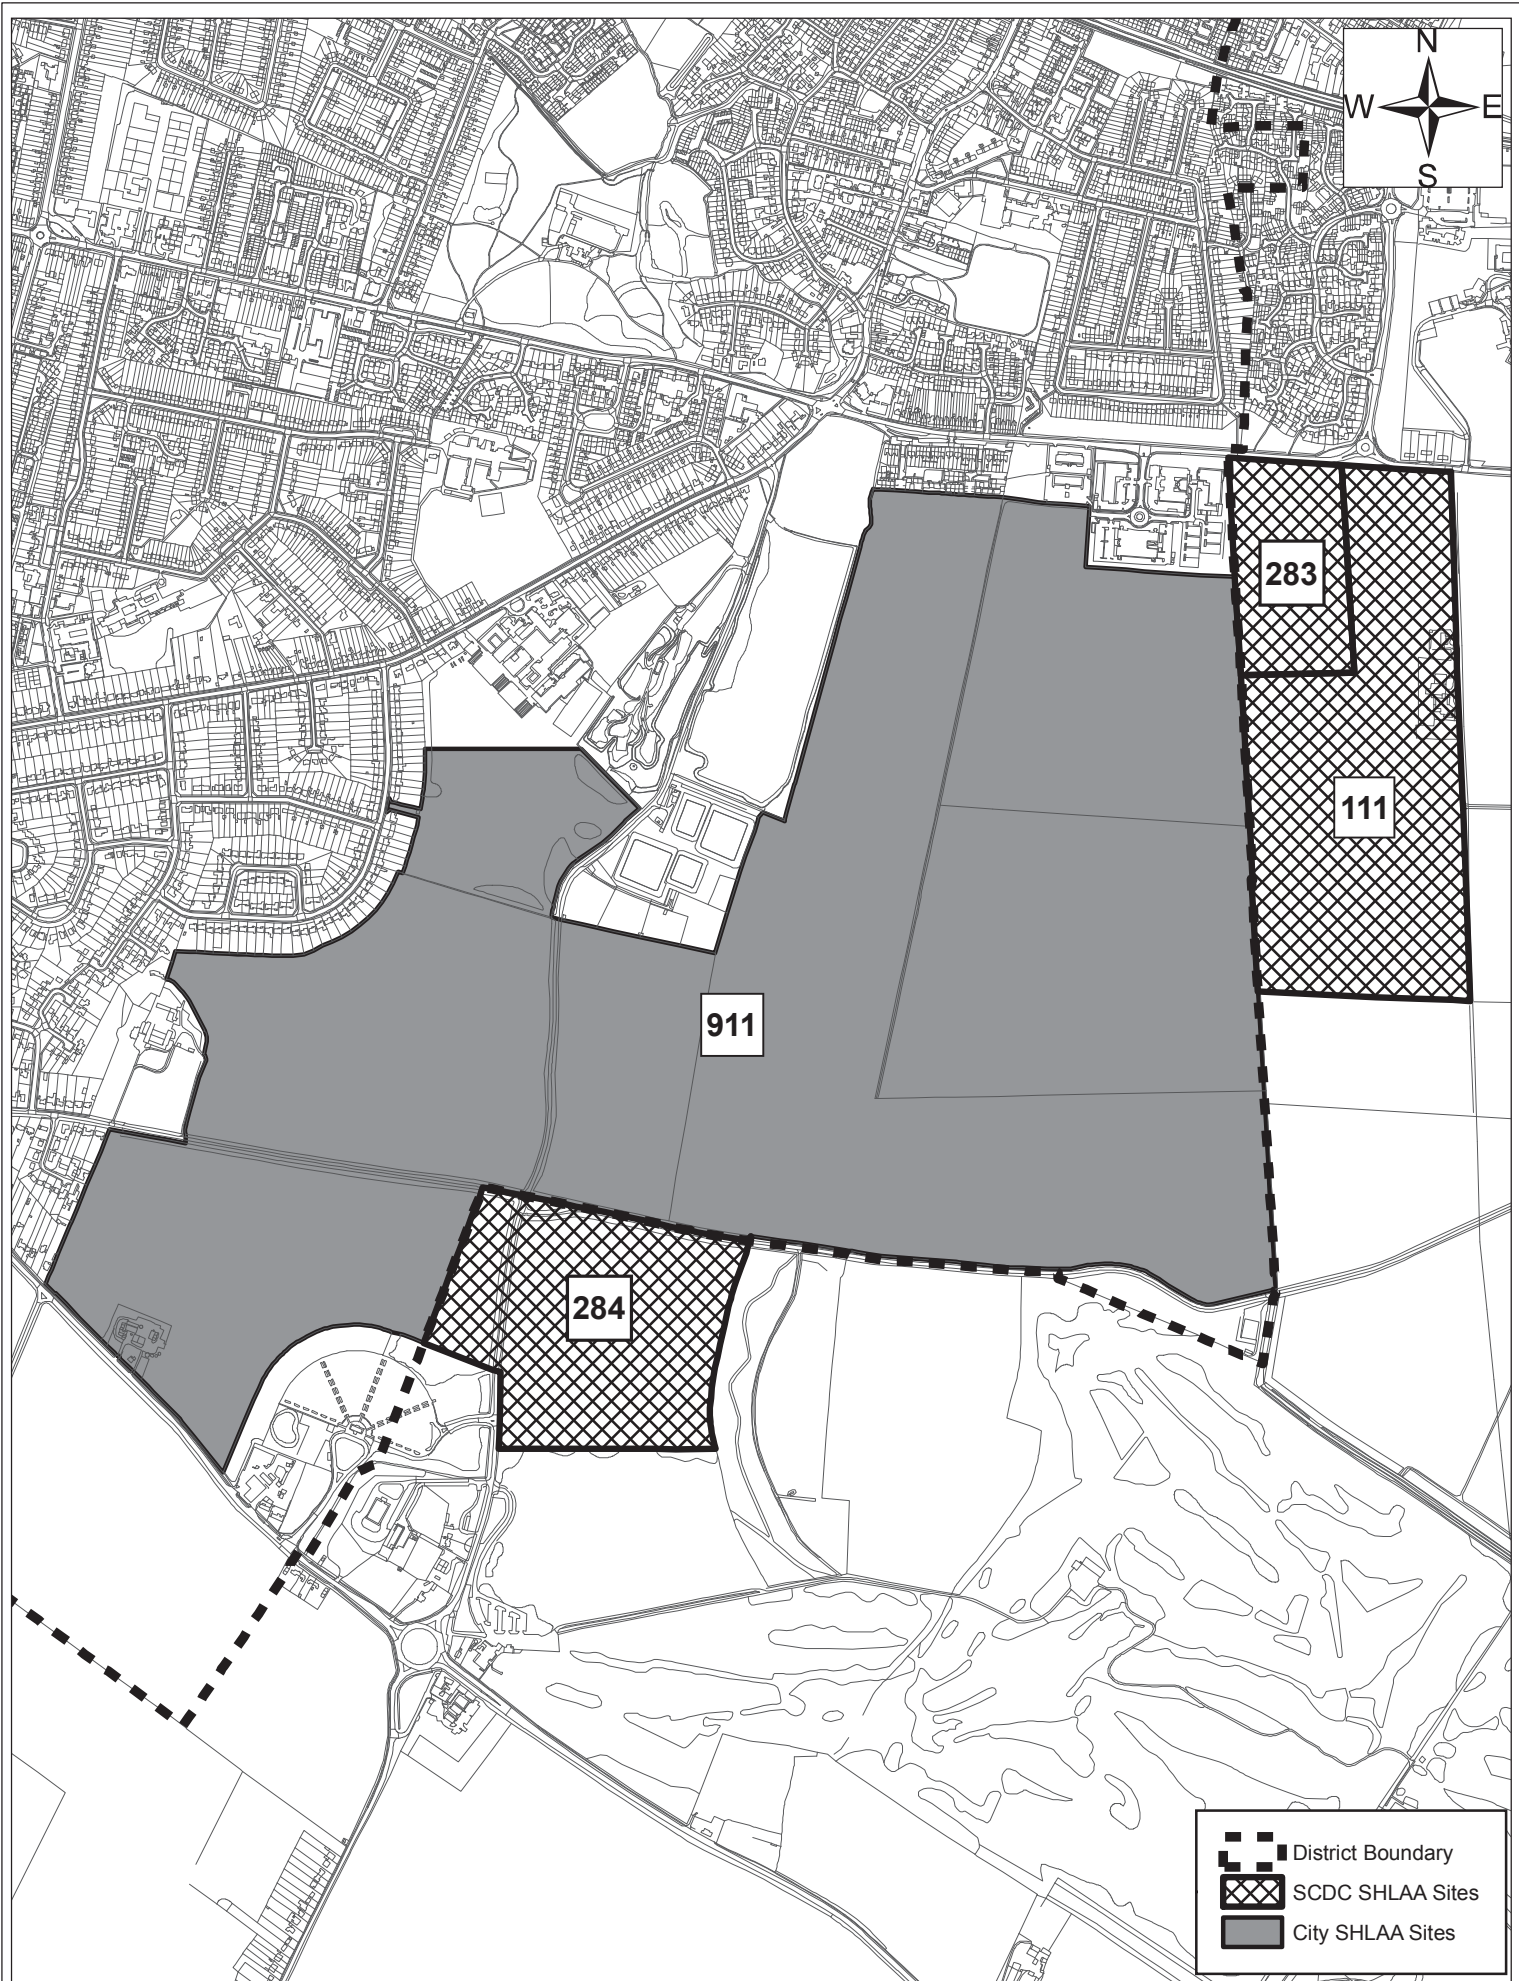 N
W E
S
283
111
911
284
District Boundary
SCDC SHLAA Sites
City SHLAA Sites